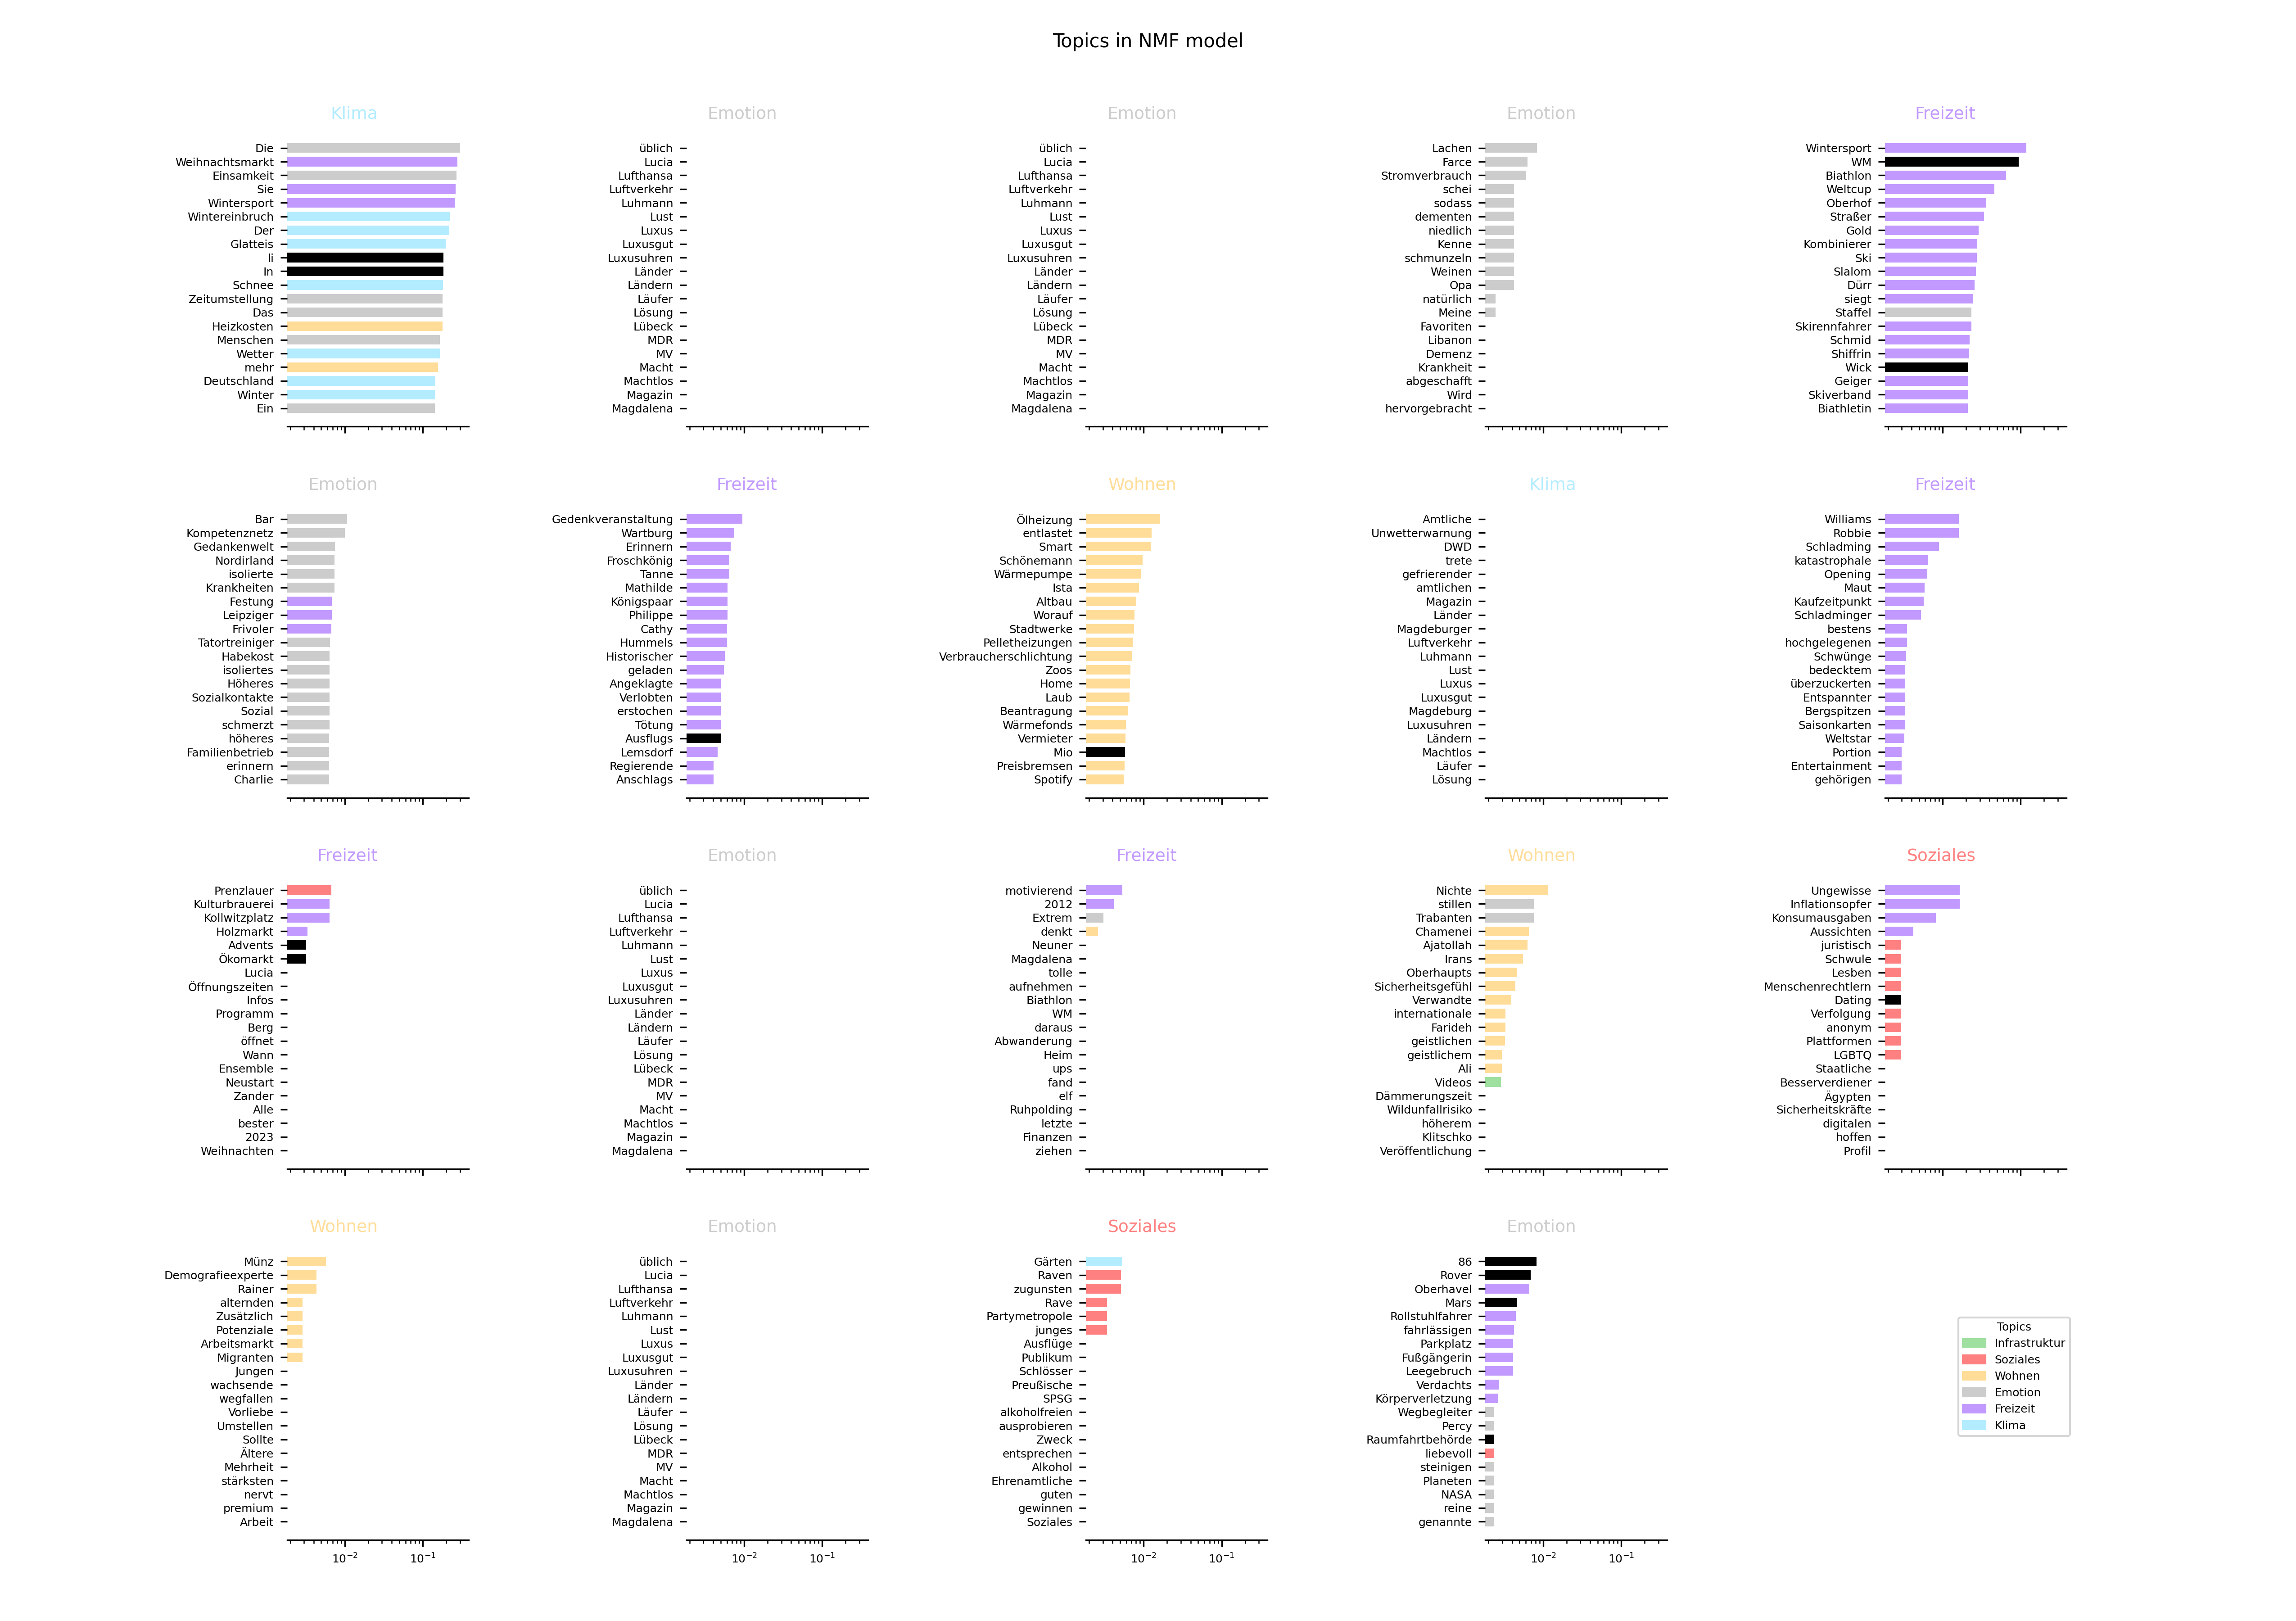 Topics in NMF model
Klima
Die
Weihnachtsmarkt
Einsamkeit
Sie
Wintersport
Wintereinbruch
Der
Glatteis
li
In
Schnee
Zeitumstellung
Das
Heizkosten
Menschen
Wetter
mehr
Deutschland
Winter
Ein
Emotion
üblich
Lucia
Lufthansa
Luftverkehr
Luhmann
Lust
Luxus
Luxusgut
Luxusuhren
Länder
Ländern
Läufer
Lösung
Lübeck
MDR
MV
Macht
Machtlos
Magazin
Magdalena
Emotion
üblich
Lucia
Lufthansa
Luftverkehr
Luhmann
Lust
Luxus
Luxusgut
Luxusuhren
Länder
Ländern
Läufer
Lösung
Lübeck
MDR
MV
Macht
Machtlos
Magazin
Magdalena
Emotion
Lachen
Farce
Stromverbrauch
schei
sodass
dementen
niedlich
Kenne
schmunzeln
Weinen
Opa
natürlich
Meine
Favoriten
Libanon
Demenz
Krankheit
abgeschafft
Wird
hervorgebracht
Freizeit
Wintersport
WM
Biathlon
Weltcup
Oberhof
Straßer
Gold
Kombinierer
Ski
Slalom
Dürr
siegt
Staffel
Skirennfahrer
Schmid
Shiffrin
Wick
Geiger
Skiverband
Biathletin
Emotion
Bar
Kompetenznetz
Gedankenwelt
Nordirland
isolierte
Krankheiten
Festung
Leipziger
Frivoler
Tatortreiniger
Habekost
isoliertes
Höheres
Sozialkontakte
Sozial
schmerzt
höheres
Familienbetrieb
erinnern
Charlie
Freizeit
Gedenkveranstaltung
Wartburg
Erinnern
Froschkönig
Tanne
Mathilde
Königspaar
Philippe
Cathy
Hummels
Historischer
geladen
Angeklagte
Verlobten
erstochen
Tötung
Ausflugs
Lemsdorf
Regierende
Anschlags
Wohnen
Ölheizung
entlastet
Smart
Schönemann
Wärmepumpe
Ista
Altbau
Worauf
Stadtwerke
Pelletheizungen
Verbraucherschlichtung
Zoos
Home
Laub
Beantragung
Wärmefonds
Vermieter
Mio
Preisbremsen
Spotify
Klima
Amtliche
Unwetterwarnung
DWD
trete
gefrierender
amtlichen
Magazin
Länder
Magdeburger
Luftverkehr
Luhmann
Lust
Luxus
Luxusgut
Magdeburg
Luxusuhren
Ländern
Machtlos
Läufer
Lösung
Freizeit
Williams
Robbie
Schladming
katastrophale
Opening
Maut
Kaufzeitpunkt
Schladminger
bestens
hochgelegenen
Schwünge
bedecktem
überzuckerten
Entspannter
Bergspitzen
Saisonkarten
Weltstar
Portion
Entertainment
gehörigen
Freizeit
Prenzlauer
Kulturbrauerei
Kollwitzplatz
Holzmarkt
Advents
Ökomarkt
Lucia
Öffnungszeiten
Infos
Programm
Berg
öffnet
Wann
Ensemble
Neustart
Zander
Alle
bester
2023
Weihnachten
Emotion
üblich
Lucia
Lufthansa
Luftverkehr
Luhmann
Lust
Luxus
Luxusgut
Luxusuhren
Länder
Ländern
Läufer
Lösung
Lübeck
MDR
MV
Macht
Machtlos
Magazin
Magdalena
Freizeit
motivierend
2012
Extrem
denkt
Neuner
Magdalena
tolle
aufnehmen
Biathlon
WM
daraus
Abwanderung
Heim
ups
fand
elf
Ruhpolding
letzte
Finanzen
ziehen
Wohnen
Nichte
stillen
Trabanten
Chamenei
Ajatollah
Irans
Oberhaupts
Sicherheitsgefühl
Verwandte
internationale
Farideh
geistlichen
geistlichem
Ali
Videos
Dämmerungszeit
Wildunfallrisiko
höherem
Klitschko
Veröffentlichung
Soziales
Ungewisse
Inflationsopfer
Konsumausgaben
Aussichten
juristisch
Schwule
Lesben
Menschenrechtlern
Dating
Verfolgung
anonym
Plattformen
LGBTQ
Staatliche
Besserverdiener
Ägypten
Sicherheitskräfte
digitalen
hoffen
Profil
Wohnen
Münz
Demografieexperte
Rainer
alternden
Zusätzlich
Potenziale
Arbeitsmarkt
Migranten
Jungen
wachsende
wegfallen
Vorliebe
Umstellen
Sollte
Ältere
Mehrheit
stärksten
nervt
premium
Arbeit
10⁻² 10⁻¹
Emotion
üblich
Lucia
Lufthansa
Luftverkehr
Luhmann
Lust
Luxus
Luxusgut
Luxusuhren
Länder
Ländern
Läufer
Lösung
Lübeck
MDR
MV
Macht
Machtlos
Magazin
Magdalena
10⁻² 10⁻¹
Soziales
Gärten
Raven
zugunsten
Rave
Partymetropole
junges
Ausflüge
Publikum
Schlösser
Preußische
SPSG
alkoholfreien
ausprobieren
Zweck
entsprechen
Alkohol
Ehrenamtliche
guten
gewinnen
Soziales
10⁻² 10⁻¹
Emotion
86
Rover
Oberhavel
Mars
Rollstuhlfahrer
fahrlässigen
Parkplatz
Fußgängerin
Leegebruch
Verdachts
Körperverletzung
Wegbegleiter
Percy
Raumfahrtbehörde
liebevoll
steinigen
Planeten
NASA
reine
genannte
10⁻² 10⁻¹
Topics
Infrastruktur
Soziales
Wohnen
Emotion
Freizeit
Klima